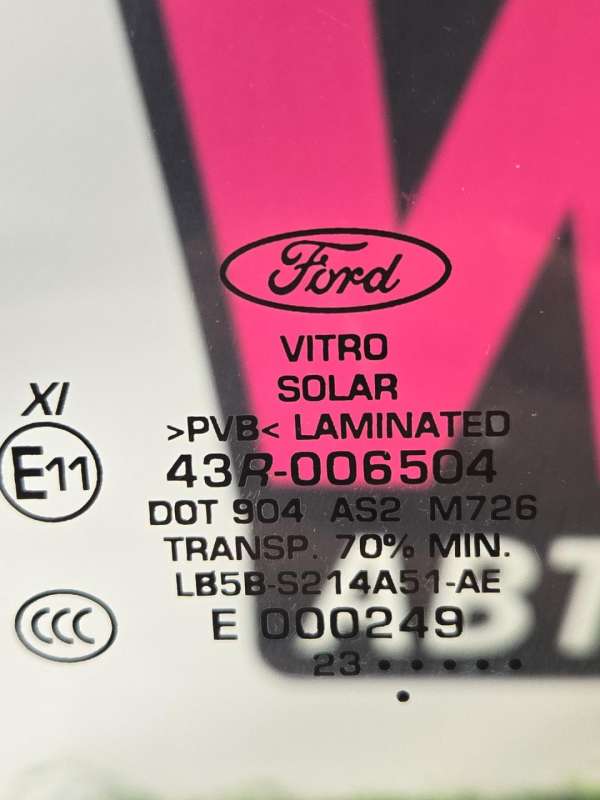 Ford
VITRO
SOLAR
XI
>PVB< LAMINATED
E11
43R-006504
DOT 904 AS2 M726
TRANSP. 70% MIN.
LB5B-S214A51-AE
CCC
E 000249
23 • • • • •
•